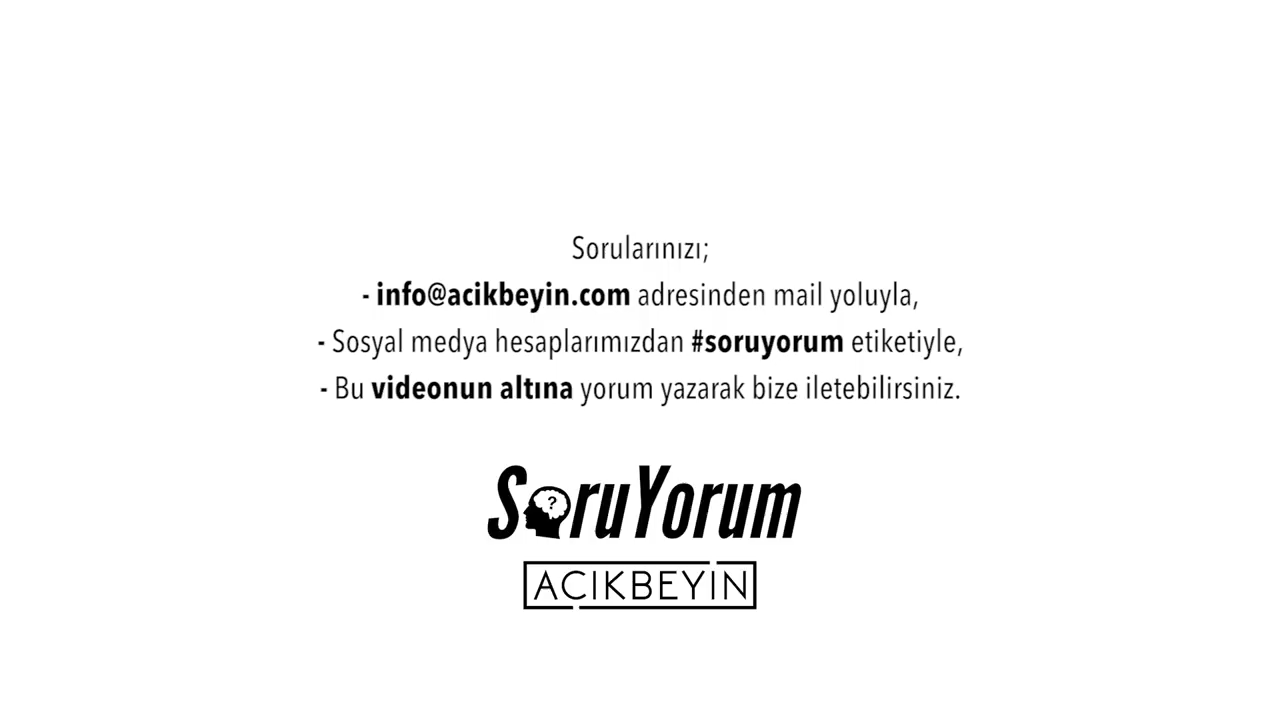 Sorularınızı;
- info@acikbeyin.com adresinden mail yoluyla,
- Sosyal medya hesaplarımızdan #soruyorum etiketiyle,
- Bu videonun altına yorum yazarak bize iletebilirsiniz.
SoruYorum
AÇIKBEYİN